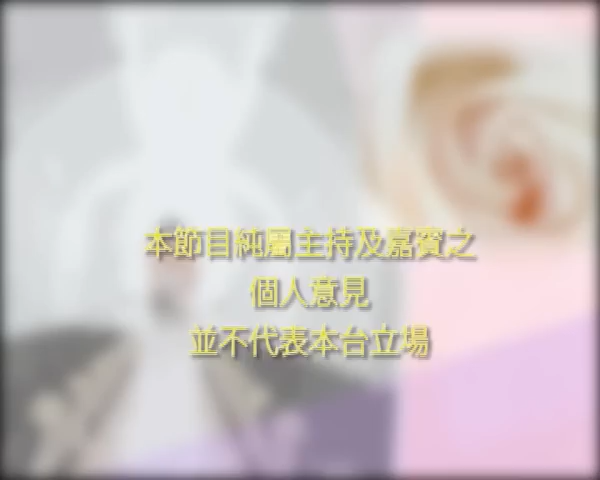 本節目純屬主持及嘉賓之
個人意見
並不代表本台立場